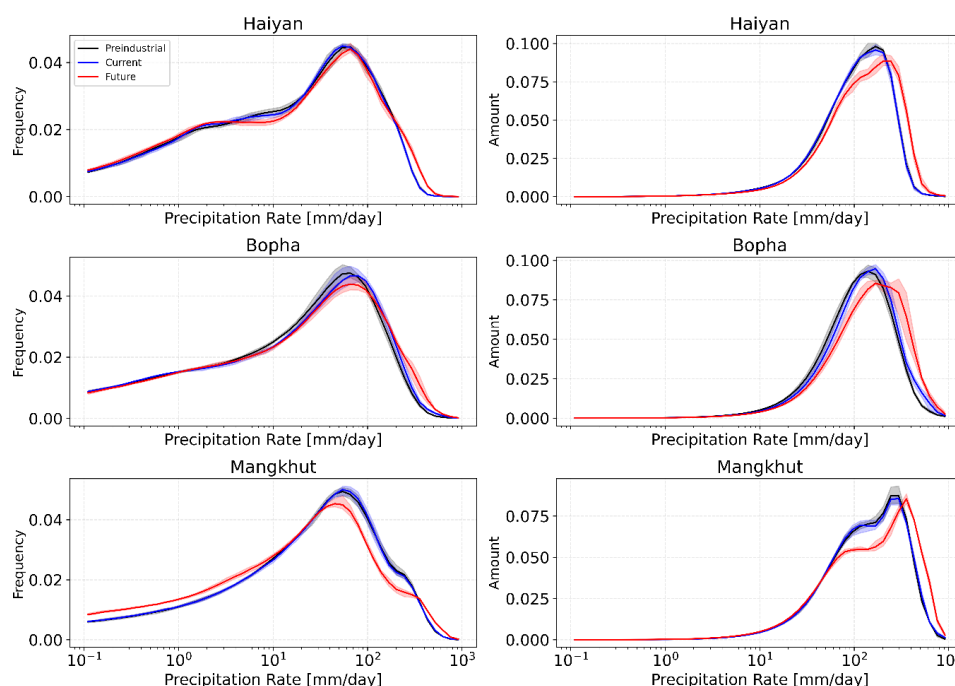 Haiyan
Frequency
0.04
0.02
0.00
Preindustrial
Current
Future
Precipitation Rate [mm/day]
Haiyan
Amount
0.100
0.075
0.050
0.025
0.000
Precipitation Rate [mm/day]
Bopha
Frequency
0.04
0.02
0.00
Precipitation Rate [mm/day]
Bopha
Amount
0.100
0.075
0.050
0.025
0.000
Precipitation Rate [mm/day]
Mangkhut
Frequency
0.04
0.02
0.00
10⁻¹ 10⁰ 10¹ 10² 10³
Precipitation Rate [mm/day]
Mangkhut
Amount
0.075
0.050
0.025
0.000
10⁻¹ 10⁰ 10¹ 10² 10
Precipitation Rate [mm/day]